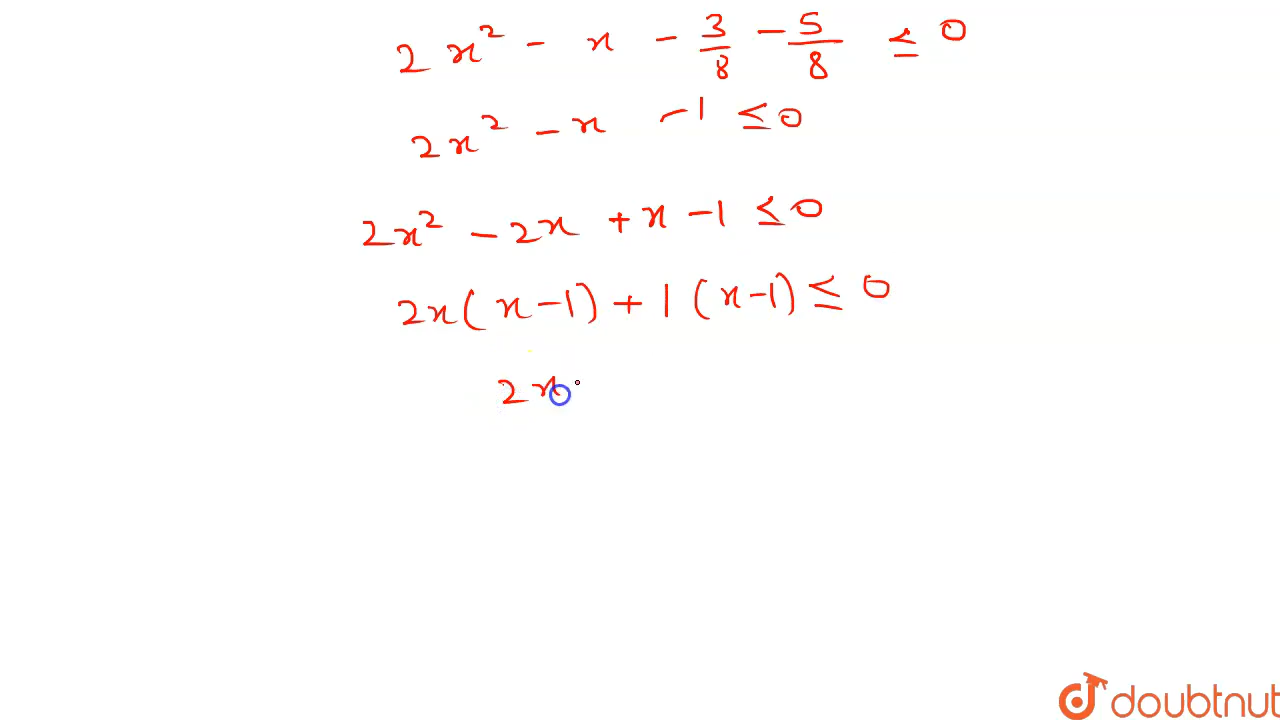 2x² - x - 3/8 - 5/8 ≤ 0
2x² - x - 1 ≤ 0
2x² - 2x + x - 1 ≤ 0
2x(x-1) + 1(x-1) ≤ 0
2x
doubtnut